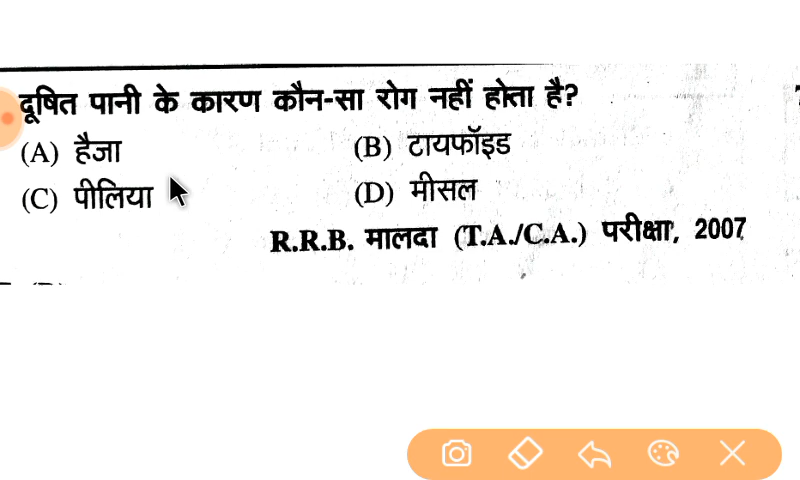 दूषित पानी के कारण कौन-सा रोग नहीं होता है?
(A) हैजा (B) टायफॉइड
(C) पीलिया (D) मीसल
R.R.B. मालदा (T.A./C.A.) परीक्षा, 2007